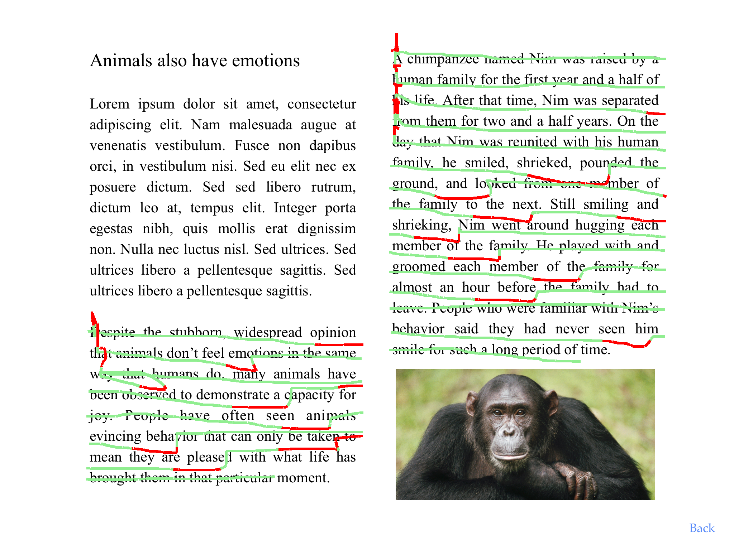 Animals also have emotions
Lorem ipsum dolor sit amet, consectetur
adipiscing elit. Nam malesuada augue at
venenatis vestibulum. Fusce non dapibus
orci, in vestibulum nisi. Sed eu elit nec ex
posuere dictum. Sed sed libero rutrum,
dictum leo at, tempus elit. Integer porta
egestas nibh, quis mollis erat dignissim
non. Nulla nec luctus nisl. Sed ultrices. Sed
ultrices libero a pellentesque sagittis. Sed
ultrices libero a pellentesque sagittis.
Despite the stubborn, widespread opinion
that animals don't feel emotions in the same
way that humans do, many animals have
been observed to demonstrate a capacity for
joy. People have often seen animals
evincing behavior that can only be taken to
mean they are pleased with what life has
brought them in that particular moment.
A chimpanzee named Nim was raised by a
human family for the first year and a half of
his life. After that time, Nim was separated
from them for two and a half years. On the
day that Nim was reunited with his human
family, he smiled, shrieked, pounded the
ground, and looked from one member of
the family to the next. Still smiling and
shrieking, Nim went around hugging each
member of the family. He played with and
groomed each member of the family for
almost an hour before the family had to
leave. People who were familiar with Nim's
behavior said they had never seen him
smile for such a long period of time.
Back